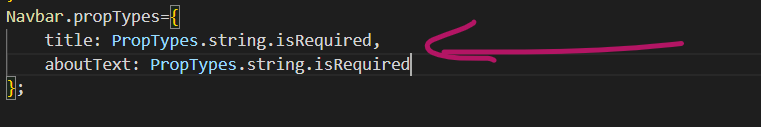 Navbar.propTypes={
title: PropTypes.string.isRequired,
aboutText: PropTypes.string.isRequired
};